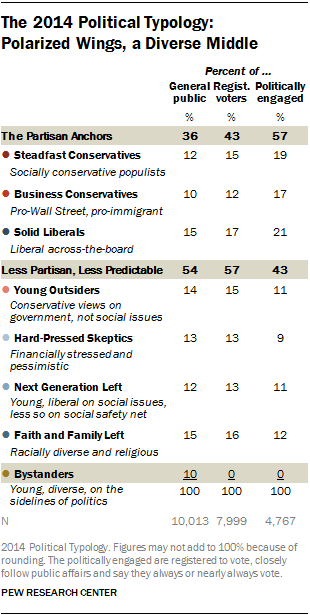 The 2014 Political Typology:
Polarized Wings, a Diverse Middle
Percent of ...
General Regist. Politically
public voters engaged
% % %
The Partisan Anchors 36 43 57
Steadfast Conservatives 12 15 19
Socially conservative populists
Business Conservatives 10 12 17
Pro-Wall Street, pro-immigrant
Solid Liberals 15 17 21
Liberal across-the-board
Less Partisan, Less Predictable 54 57 43
Young Outsiders 14 15 11
Conservative views on
government, not social issues
Hard-Pressed Skeptics 13 13 9
Financially stressed and
pessimistic
Next Generation Left 12 13 11
Young, liberal on social issues,
less so on social safety net
Faith and Family Left 15 16 12
Racially diverse and religious
Bystanders 10 0 0
Young, diverse, on the 100 100 100
sidelines of politics
N 10,013 7,999 4,767
2014 Political Typology. Figures may not add to 100% because of
rounding. The politically engaged are registered to vote, closely
follow public affairs and say they always or nearly always vote.
PEW RESEARCH CENTER